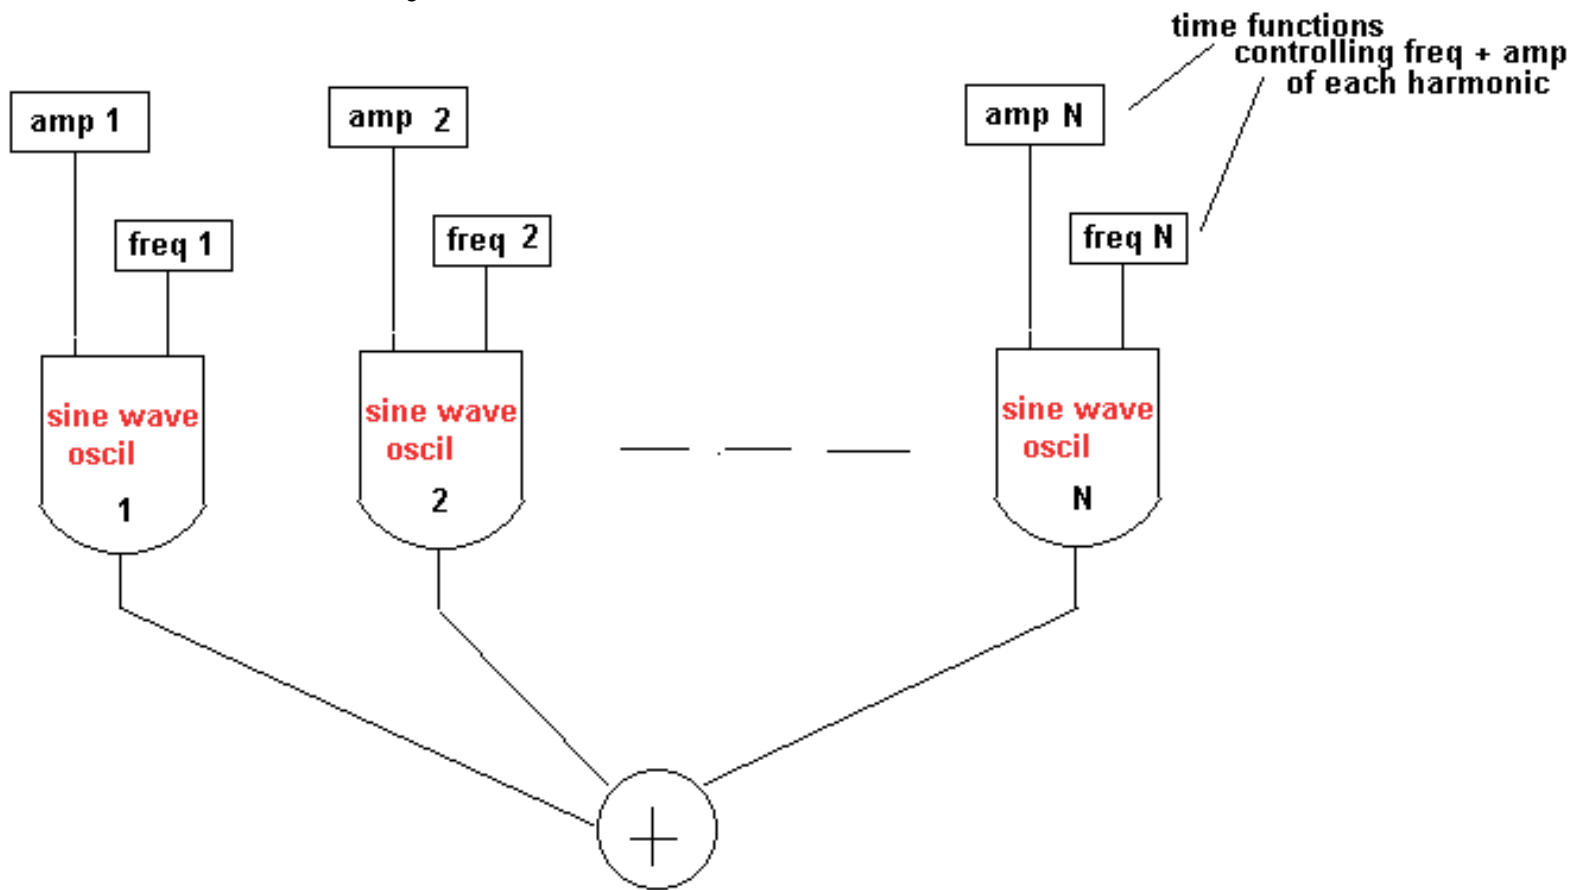 time functions
controlling freq + amp
of each harmonic
amp 1
amp 2
amp N
freq 1
freq 2
freq N
sine wave
oscil
1
sine wave
oscil
2
sine wave
oscil
N
+